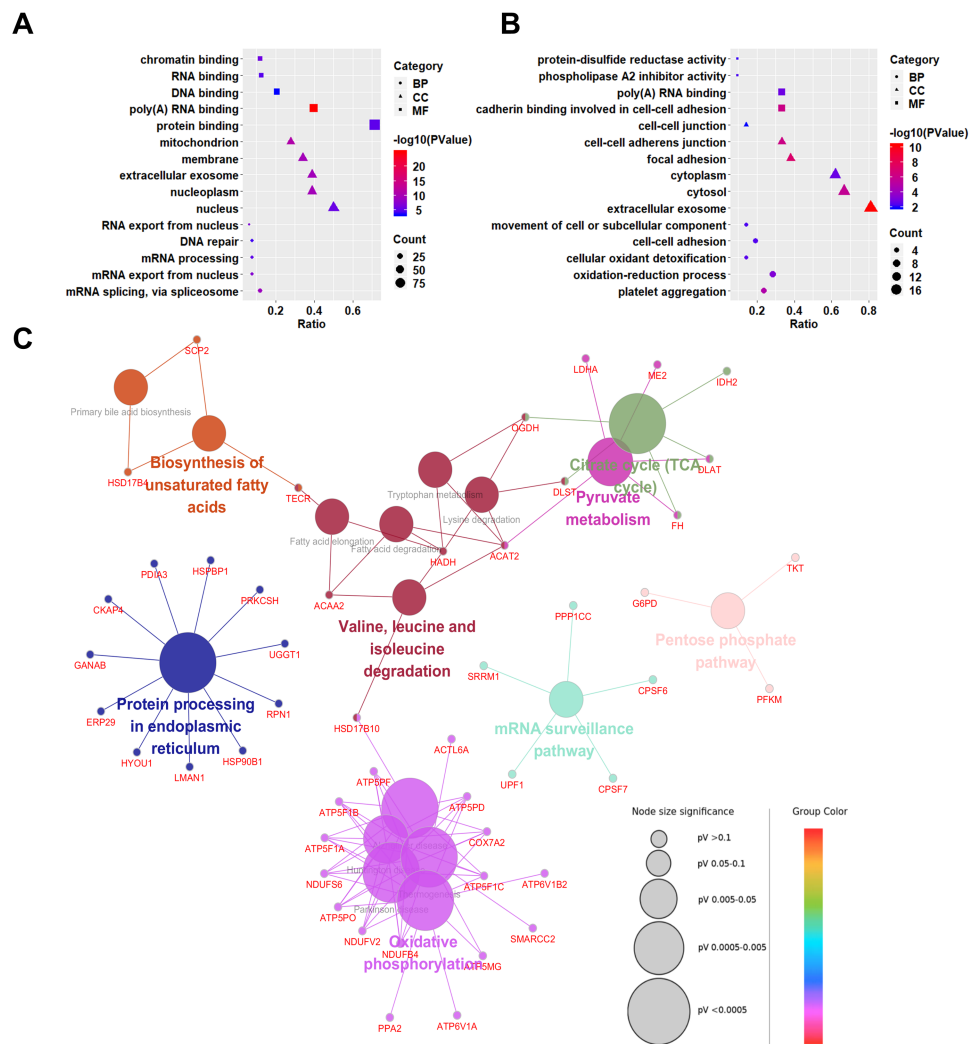 A
chromatin binding
RNA binding
DNA binding
poly(A) RNA binding
protein binding
mitochondrion
membrane
extracellular exosome
nucleoplasm
nucleus
RNA export from nucleus
DNA repair
mRNA processing
mRNA export from nucleus
mRNA splicing, via spliceosome
0.2 0.4 0.6
Ratio
Category
BP
CC
MF
-log10(PValue)
20
15
10
5
Count
25
50
75
B
protein-disulfide reductase activity
phospholipase A2 inhibitor activity
poly(A) RNA binding
cadherin binding involved in cell-cell adhesion
cell-cell junction
cell-cell adherens junction
focal adhesion
cytoplasm
cytosol
extracellular exosome
movement of cell or subcellular component
cell-cell adhesion
cellular oxidant detoxification
oxidation-reduction process
platelet aggregation
0.2 0.4 0.6 0.8
Ratio
Category
BP
CC
MF
-log10(PValue)
10
8
6
4
2
Count
4
8
12
16
C
SCP2
Primary bile acid biosynthesis
HSD17B4
Biosynthesis of
unsaturated fatty
acids
TECR
LDHA
ME2
IDH2
OGDH
Citrate cycle (TCA
cycle)
DLAT
Pyruvate
metabolism
DLST
FH
Tryptophan metabolism
Lysine degradation
Fatty acid elongation
Fatty acid degradation
HADH
ACAT2
ACAA2
Valine, leucine and
isoleucine
degradation
HSD17B10
PDIA3
HSPBP1
CKAP4
PRKCSH
GANAB
UGGT1
Protein processing
in endoplasmic
reticulum
ERP29
RPN1
HYOU1
HSP90B1
LMAN1
TKT
G6PD
Pentose phosphate
pathway
PFKM
PPP1CC
SRRM1
CPSF6
mRNA surveillance
pathway
UPF1
CPSF7
ACTL6A
ATP5PF
ATP5F1B
ATP5PD
ATP5F1A
COX7A2
NDUFS6
ATP5F1C
ATP6V1B2
Parkinson disease
ATP5PO
NDUFV2
NDUFB4
SMARCC2
Oxidative
phosphorylation
ATP5MG
PPA2
ATP6V1A
Node size significance
pV >0.1
pV 0.05-0.1
pV 0.005-0.05
pV 0.0005-0.005
pV <0.0005
Group Color